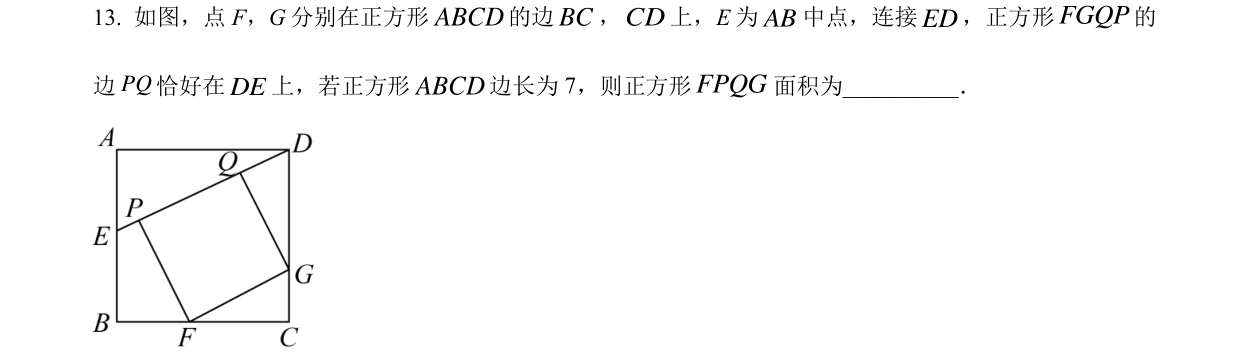 13. 如图，点 F，G 分别在正方形 ABCD 的边 BC，CD 上，E 为 AB 中点，连接 ED，正方形 FGQP 的
边 PQ 恰好在 DE 上，若正方形 ABCD 边长为 7，则正方形 FPQG 面积为__________．
A
D
Q
P
E
G
B
F
C